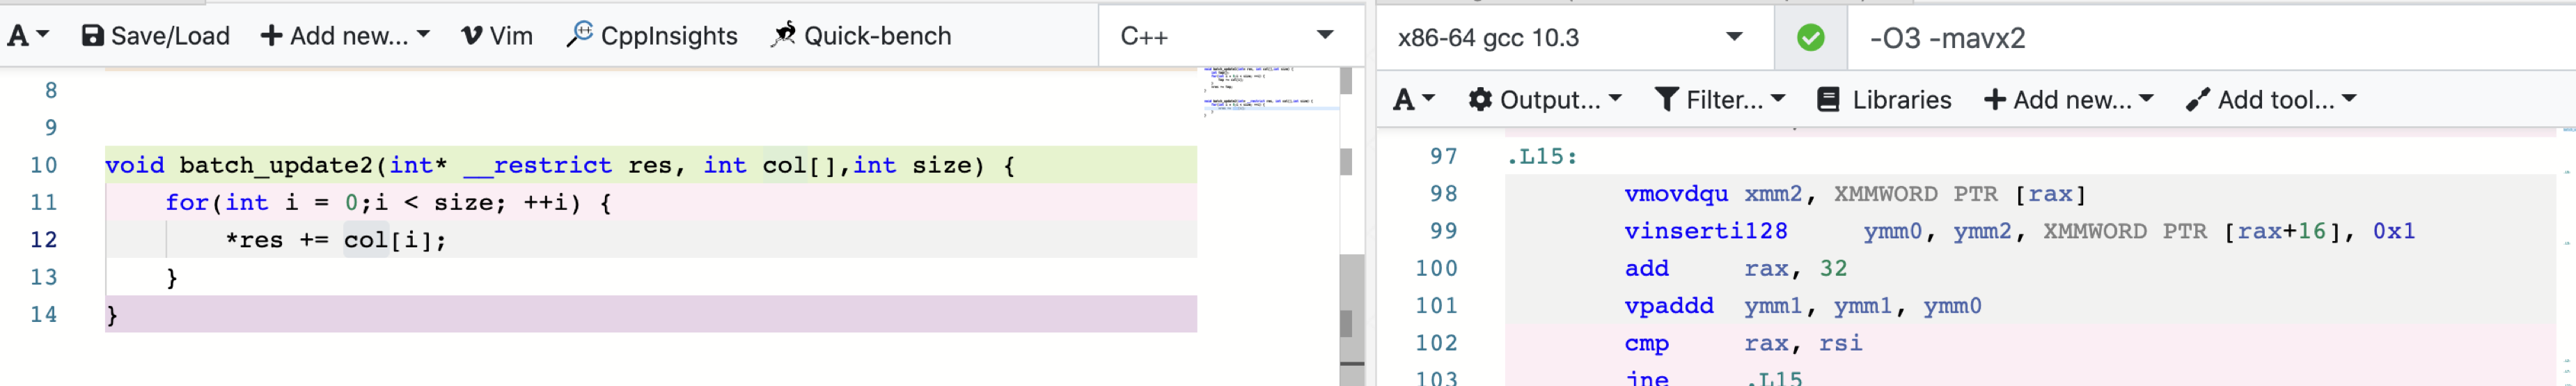 A Save/Load Add new... Vim CppInsights Quick-bench C++
8
9
10 void batch_update2(int* __restrict res, int col[],int size) {
11 for(int i = 0;i < size; ++i) {
12 *res += col[i];
13 }
14 }
x86-64 gcc 10.3 -O3 -mavx2
A Output... Filter... Libraries Add new... Add tool...
97 .L15:
98 vmovdqu xmm2, XMMWORD PTR [rax]
99 vinserti128 ymm0, ymm2, XMMWORD PTR [rax+16], 0x1
100 add rax, 32
101 vpaddd ymm1, ymm1, ymm0
102 cmp rax, rsi
103 jne .L15